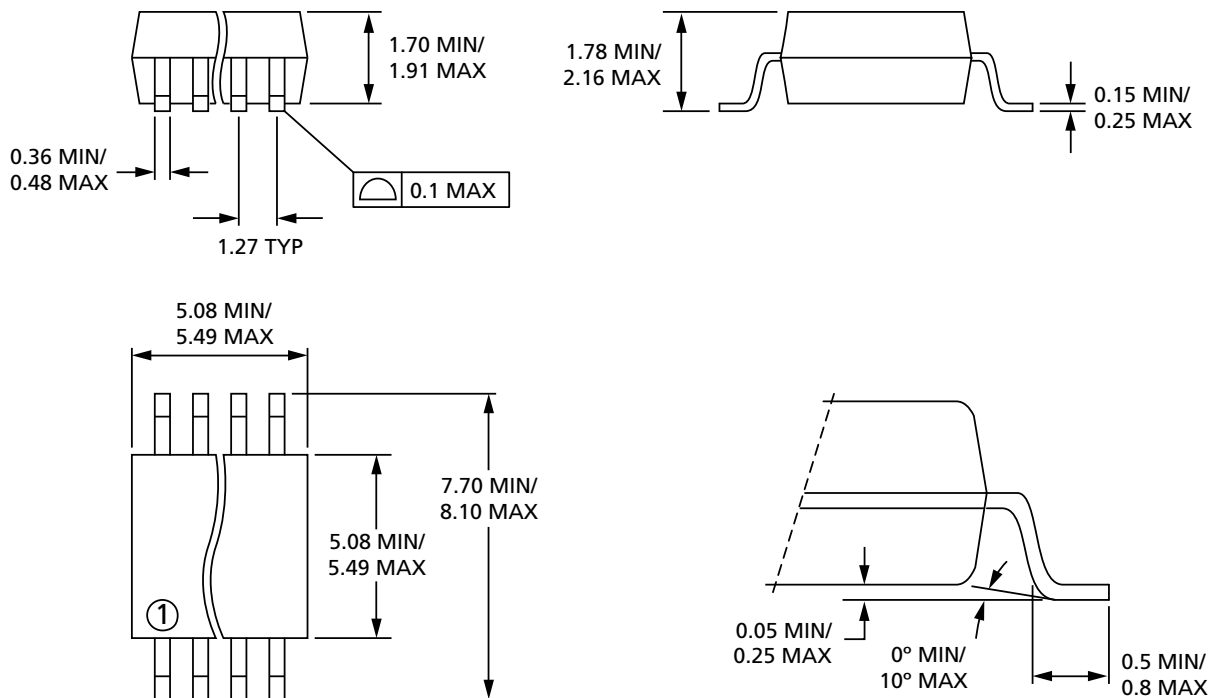 1.70 MIN/
1.91 MAX
1.78 MIN/
2.16 MAX
0.15 MIN/
0.25 MAX
0.36 MIN/
0.48 MAX
0.1 MAX
1.27 TYP
5.08 MIN/
5.49 MAX
7.70 MIN/
8.10 MAX
5.08 MIN/
5.49 MAX
1
0.05 MIN/
0.25 MAX
0° MIN/
10° MAX
0.5 MIN/
0.8 MAX